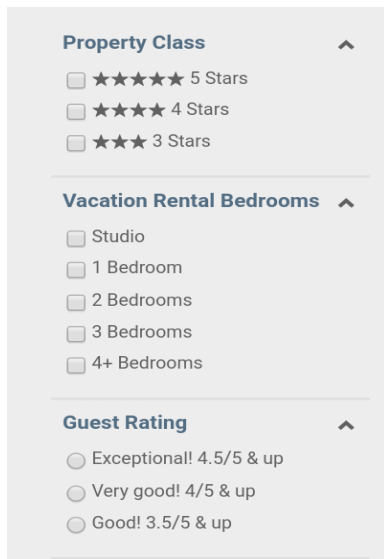 Property Class
★★★★★ 5 Stars
★★★★ 4 Stars
★★★ 3 Stars
Vacation Rental Bedrooms
Studio
1 Bedroom
2 Bedrooms
3 Bedrooms
4+ Bedrooms
Guest Rating
Exceptional! 4.5/5 & up
Very good! 4/5 & up
Good! 3.5/5 & up